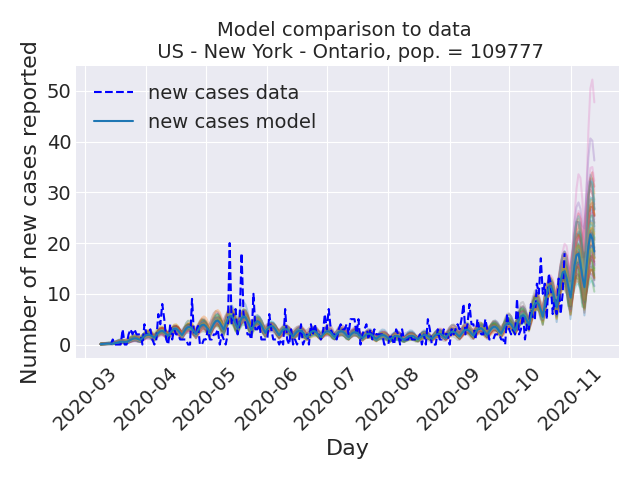 Model comparison to data
US - New York - Ontario, pop. = 109777
Number of new cases reported
50
40
30
20
10
0
new cases data
new cases model
2020-03
2020-04
2020-05
2020-06
2020-07
2020-08
2020-09
2020-10
2020-11
Day